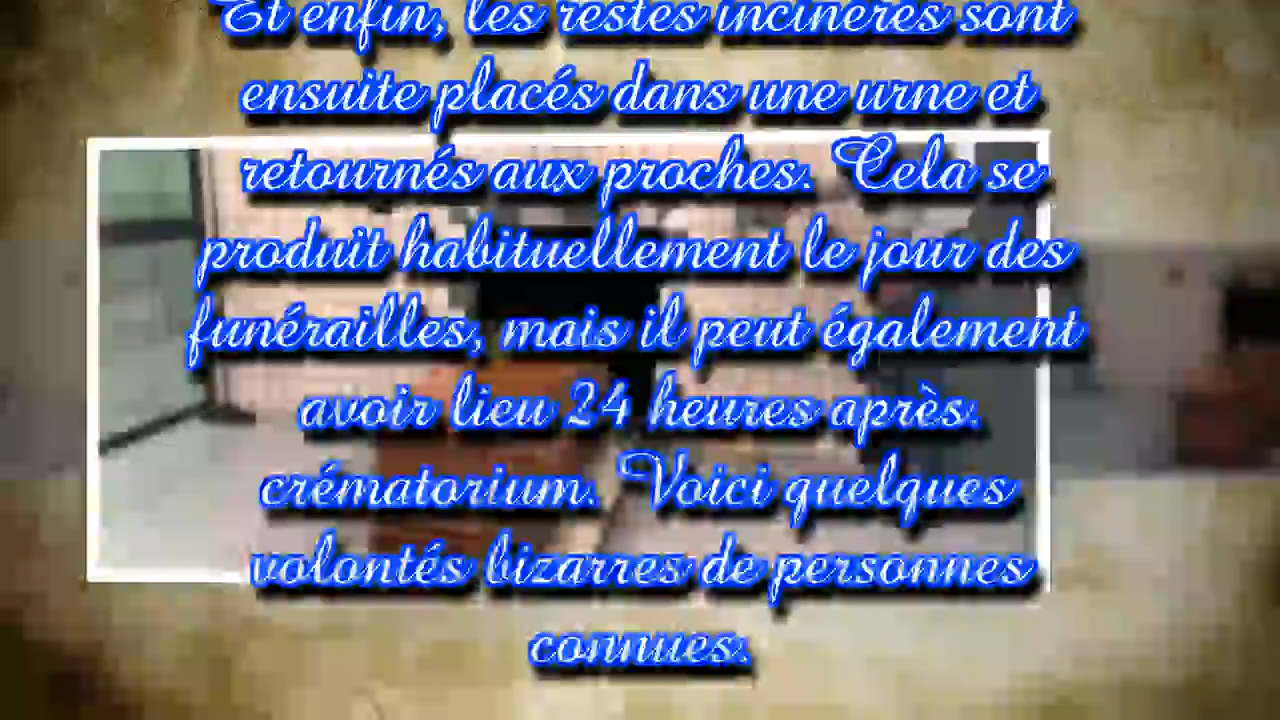 Et enfin, les restes incinérés sont
ensuite placés dans une urne et
retournés aux proches. Cela se
produit habituellement le jour des
funérailles, mais il peut également
avoir lieu 24 heures après.
crématorium. Voici quelques
volontés bizarres de personnes
connues.